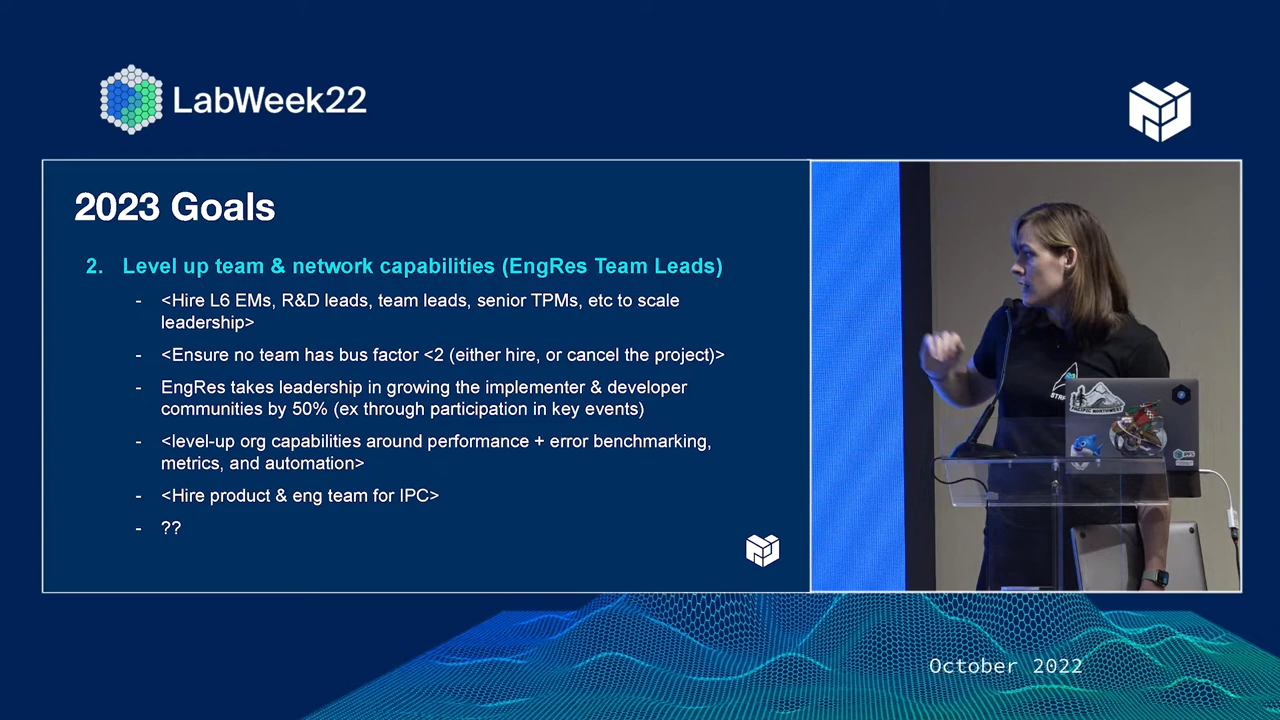 LabWeek22
2023 Goals
2. Level up team & network capabilities (EngRes Team Leads)
- <Hire L6 EMs, R&D leads, team leads, senior TPMs, etc to scale
leadership>
- <Ensure no team has bus factor <2 (either hire, or cancel the project)>
- EngRes takes leadership in growing the implementer & developer
communities by 50% (ex through participation in key events)
- <level-up org capabilities around performance + error benchmarking,
metrics, and automation>
- <Hire product & eng team for IPC>
- ??
October 2022